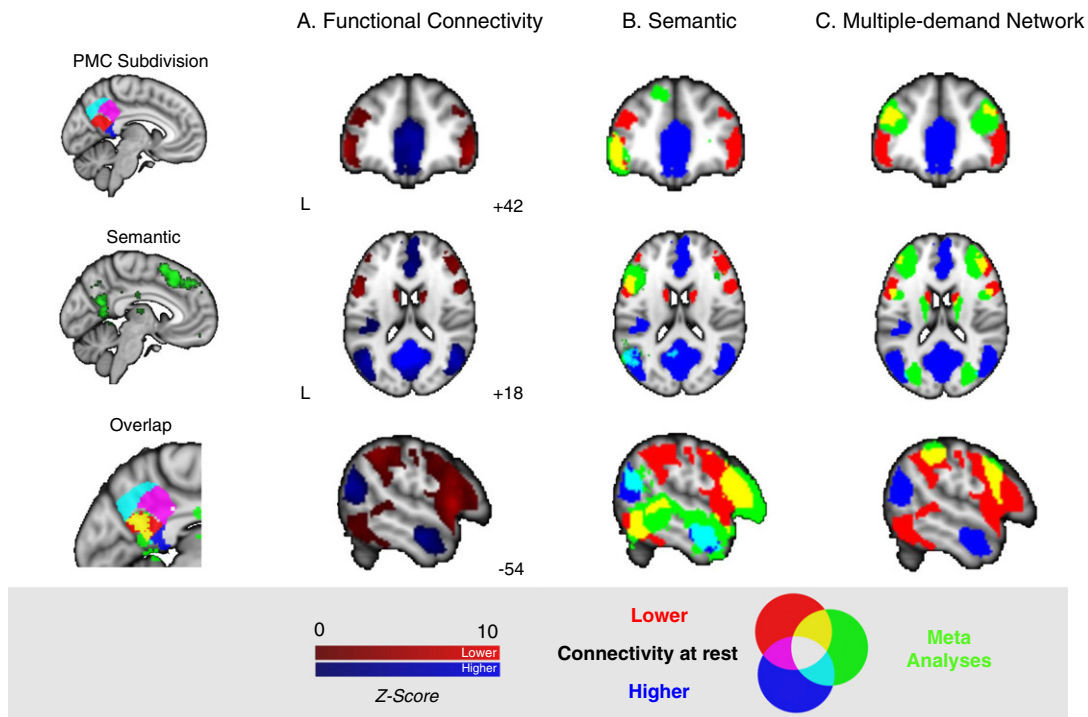 A. Functional Connectivity
B. Semantic
C. Multiple-demand Network
PMC Subdivision
L
+42
Semantic
L
+18
Overlap
-54
0
10
Lower
Higher
Z-Score
Lower
Connectivity at rest
Higher
Meta
Analyses